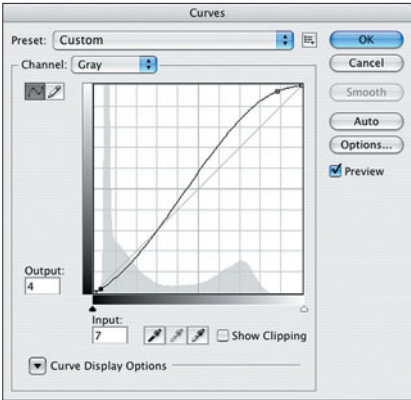 Curves
Preset: Custom
OK
Channel: Gray
Cancel
Smooth
Auto
Options...
Preview
Output:
4
Input:
7
Show Clipping
Curve Display Options